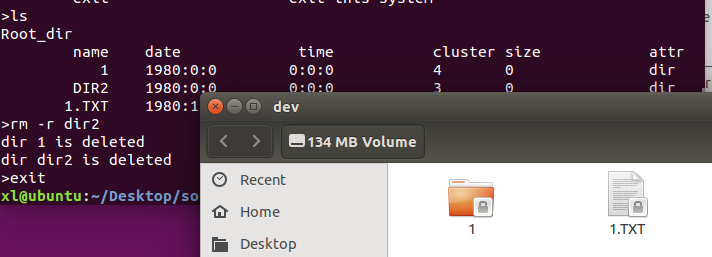 exit exit this system
>ls
Root_dir
name date time cluster size attr
1 1980:0:0 0:0:0 4 0 dir
DIR2 1980:0:0 0:0:0 3 0 dir
1.TXT 1980:1
>rm -r dir2
dir 1 is deleted
dir dir2 is deleted
>exit
xl@ubuntu:~/Desktop/so
dev
134 MB Volume
Recent
Home
Desktop
1
1.TXT